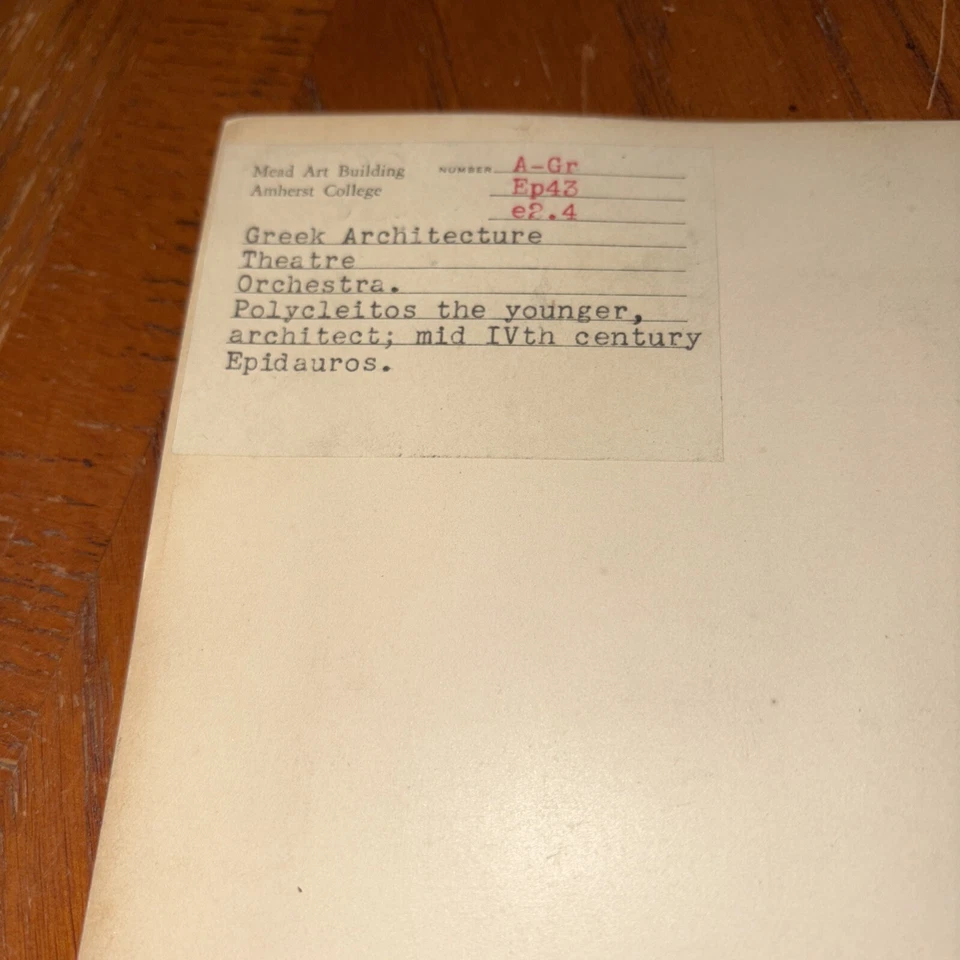 Mead Art Building NUMBER A-Gr
Amherst College Ep43
e2.4
Greek Architecture
Theatre
Orchestra.
Polycleitos the younger,
architect; mid IVth century
Epidauros.